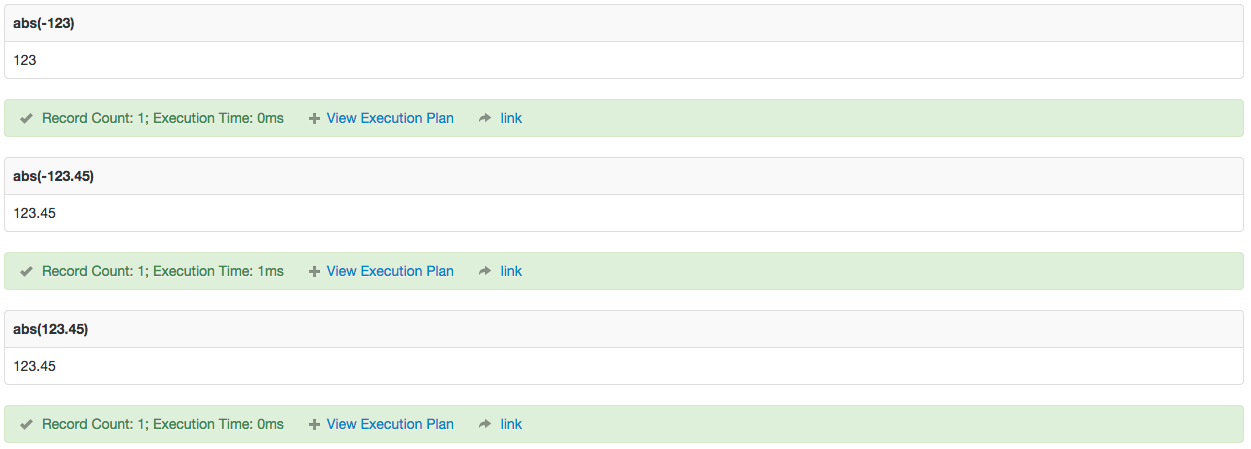 abs(-123)
123
Record Count: 1; Execution Time: 0ms View Execution Plan link
abs(-123.45)
123.45
Record Count: 1; Execution Time: 1ms View Execution Plan link
abs(123.45)
123.45
Record Count: 1; Execution Time: 0ms View Execution Plan link